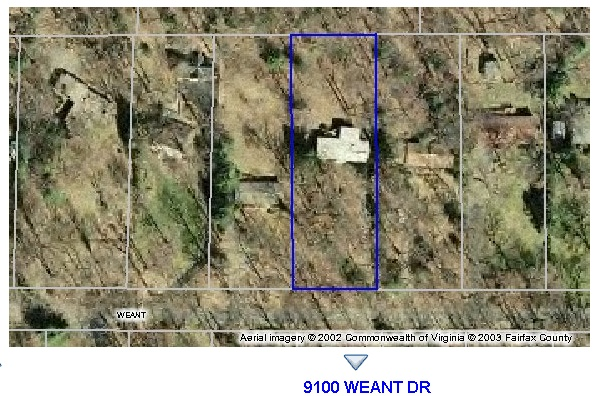 WEANT
Aerial imagery © 2002 Commonwealth of Virginia © 2003 Fairfax County
9100 WEANT DR